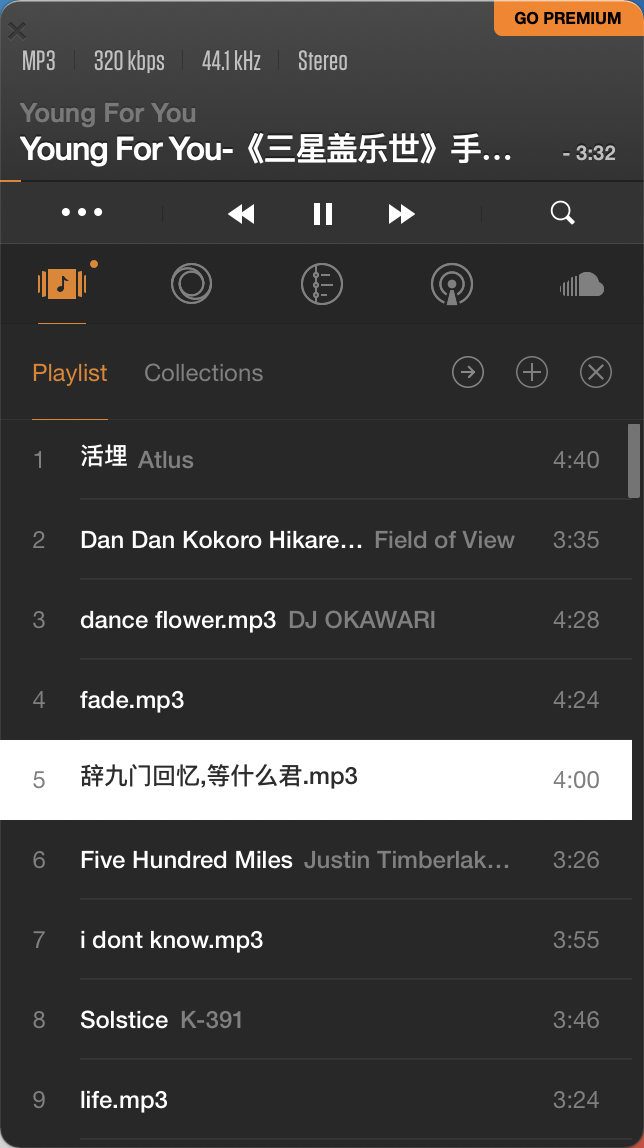 GO PREMIUM
MP3 320 kbps 44.1 kHz Stereo
Young For You
Young For You-《三星盖乐世》手... - 3:32
Playlist Collections
1 活埋 Atlus 4:40
2 Dan Dan Kokoro Hikare... Field of View 3:35
3 dance flower.mp3 DJ OKAWARI 4:28
4 fade.mp3 4:24
5 辞九门回忆,等什么君.mp3 4:00
6 Five Hundred Miles Justin Timberlak... 3:26
7 i dont know.mp3 3:55
8 Solstice K-391 3:46
9 life.mp3 3:24